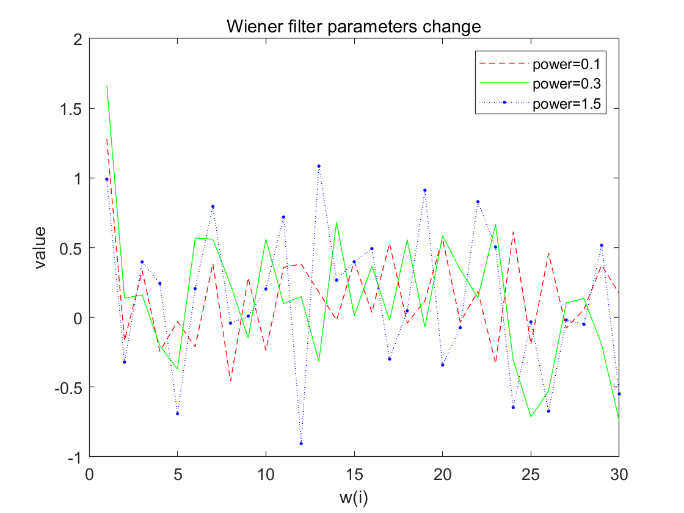 Wiener filter parameters change
2
1.5
1
0.5
0
-0.5
-1
value
power=0.1
power=0.3
power=1.5
0 5 10 15 20 25 30
w(i)